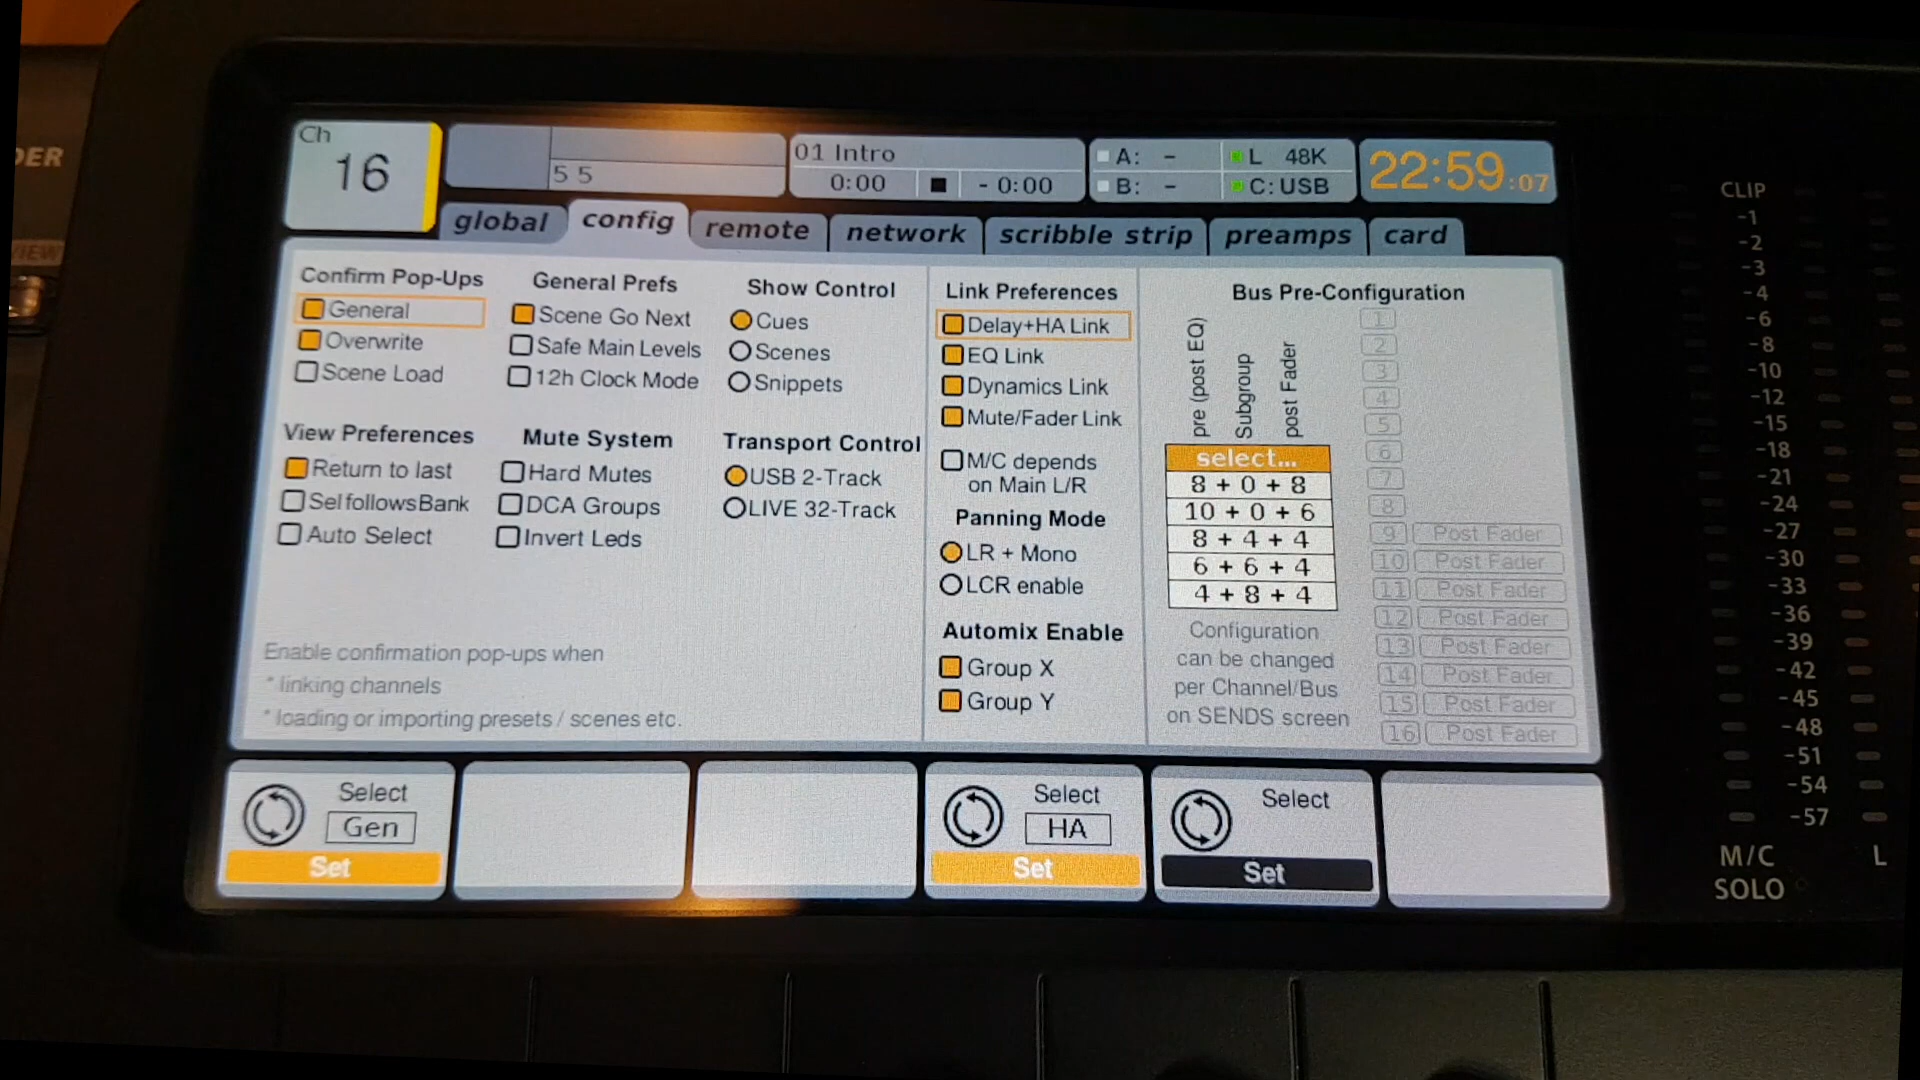 DER
VIEW
Ch
16
5 5
01 Intro
0:00 - 0:00
A: - L 48K
B: - C: USB
22:59:07
global config remote network scribble strip preamps card
Confirm Pop-Ups
General
Overwrite
Scene Load
General Prefs
Scene Go Next
Safe Main Levels
12h Clock Mode
Show Control
Cues
Scenes
Snippets
View Preferences
Return to last
SelfollowsBank
Auto Select
Mute System
Hard Mutes
DCA Groups
Invert Leds
Transport Control
USB 2-Track
LIVE 32-Track
Enable confirmation pop-ups when
* linking channels
* loading or importing presets / scenes etc.
Link Preferences
Delay+HA Link
EQ Link
Dynamics Link
Mute/Fader Link
M/C depends
on Main L/R
Panning Mode
LR + Mono
LCR enable
Automix Enable
Group X
Group Y
Bus Pre-Configuration
pre (post EQ)
Subgroup
post Fader
select...
8 + 0 + 8
10 + 0 + 6
8 + 4 + 4
6 + 6 + 4
4 + 8 + 4
Configuration
can be changed
per Channel/Bus
on SENDS screen
1
2
3
4
5
6
7
8
9 Post Fader
10 Post Fader
11 Post Fader
12 Post Fader
13 Post Fader
14 Post Fader
15 Post Fader
16 Post Fader
Select
Gen
Set
Select
HA
Set
Select
Set
CLIP
-1
-2
-3
-4
-6
-8
-10
-12
-15
-18
-21
-24
-27
-30
-33
-36
-39
-42
-45
-48
-51
-54
-57
M/C L
SOLO